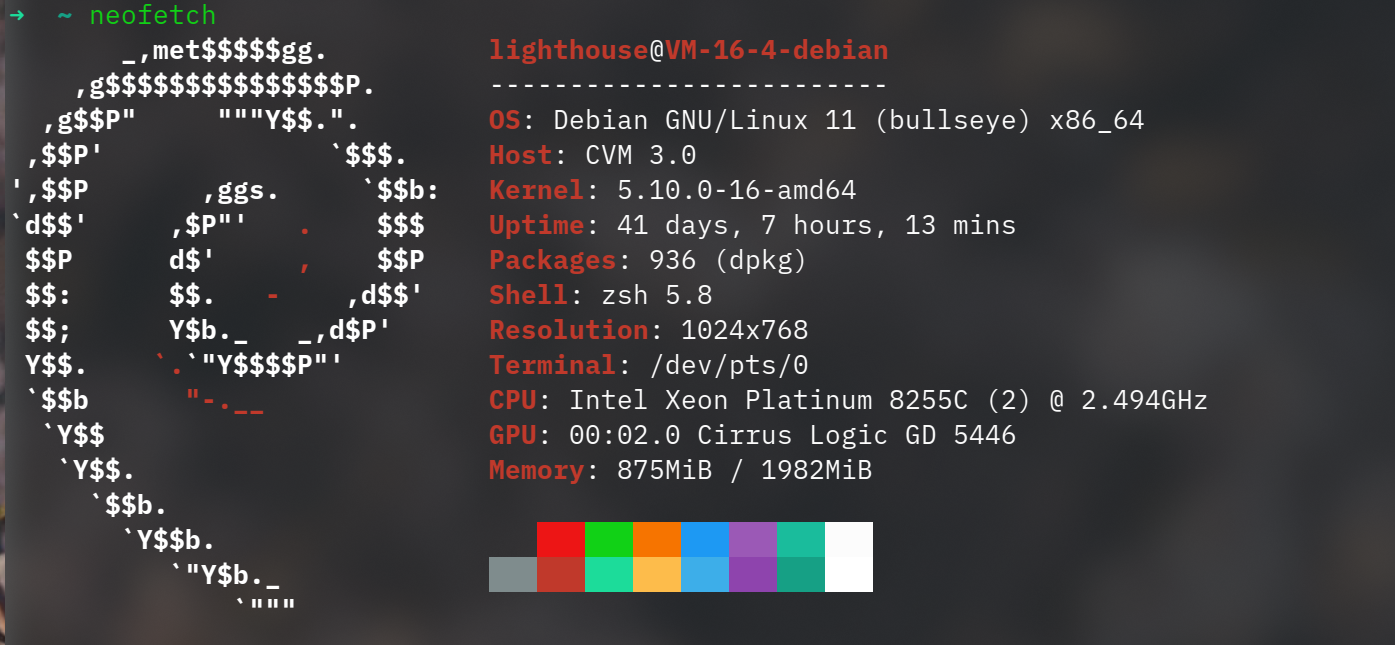 ➜  ~ neofetch
       _,met$$$$$gg.          lighthouse@VM-16-4-debian
    ,g$$$$$$$$$$$$$$$P.       -------------------------
  ,g$$P"     """Y$$.".        OS: Debian GNU/Linux 11 (bullseye) x86_64
 ,$$P'              `$$$.     Host: CVM 3.0
',$$P       ,ggs.     `$$b:   Kernel: 5.10.0-16-amd64
`d$$'     ,$P"'   .    $$$    Uptime: 41 days, 7 hours, 13 mins
 $$P      d$'     ,    $$P    Packages: 936 (dpkg)
 $$:      $$.   -    ,d$$'    Shell: zsh 5.8
 $$;      Y$b._   _,d$P'      Resolution: 1024x768
 Y$$.    `.`"Y$$$$P"'         Terminal: /dev/pts/0
 `$$b      "-.__              CPU: Intel Xeon Platinum 8255C (2) @ 2.494GHz
  `Y$$                        GPU: 00:02.0 Cirrus Logic GD 5446
   `Y$$.                      Memory: 875MiB / 1982MiB
     `$$b.
       `Y$$b.
          `"Y$b._
              `"""